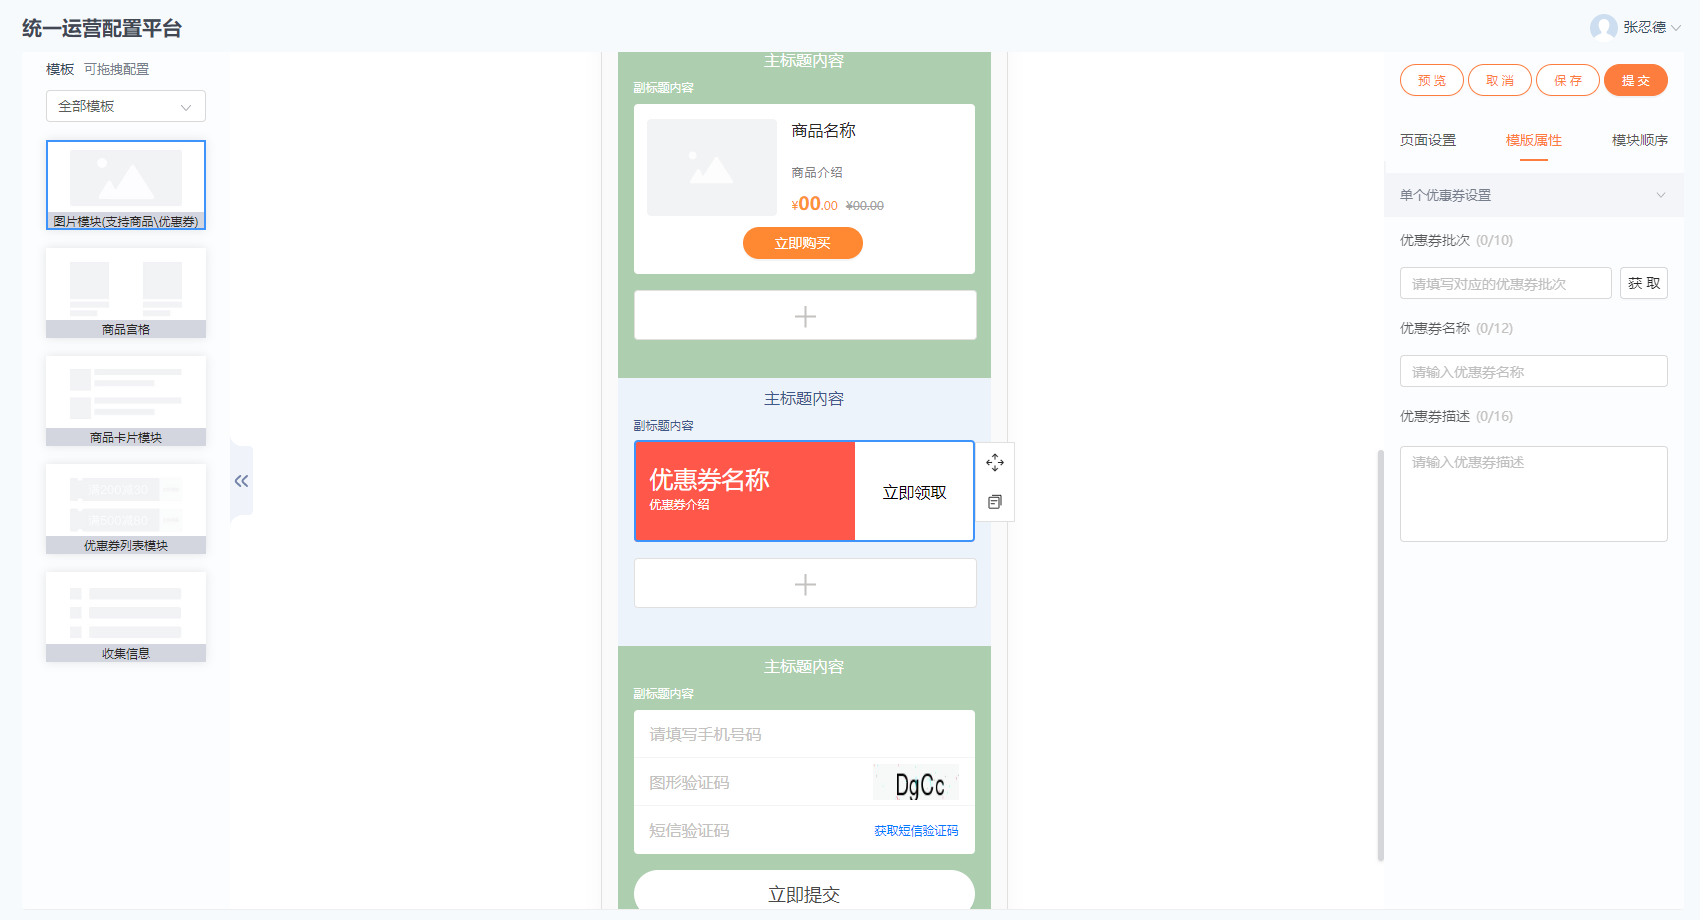 统一运营配置平台
张忍德
模板 可拖拽配置
全部模板
图片模块(支持商品\优惠券)
商品宫格
商品卡片模块
满200减30
满500减80
优惠券列表模块
收集信息
主标题内容
副标题内容
商品名称
商品介绍
¥00.00 ¥00.00
立即购买
主标题内容
副标题内容
优惠券名称
优惠券介绍
立即领取
主标题内容
副标题内容
请填写手机号码
图形验证码
DgCc
短信验证码
获取短信验证码
立即提交
预 览 取 消 保 存 提 交
页面设置 模版属性 模块顺序
单个优惠券设置
优惠券批次 (0/10)
请填写对应的优惠券批次 获 取
优惠券名称 (0/12)
请输入优惠券名称
优惠券描述 (0/16)
请输入优惠券描述